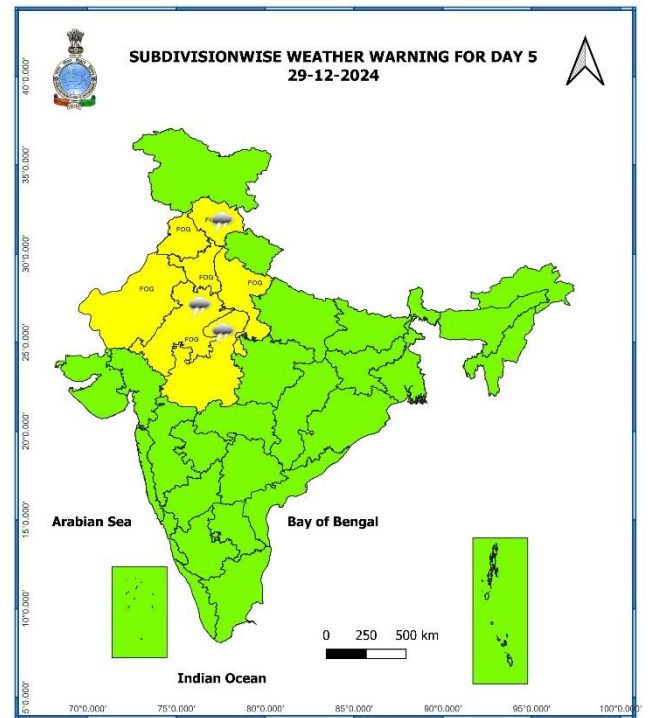 SUBDIVISIONWISE WEATHER WARNING FOR DAY 5
29-12-2024
40°0.000'
35°0.000'
30°0.000'
25°0.000'
20°0.000'
15°0.000'
10°0.000'
5°0.000'
FOG
FOG
FOG
FOG
FOG
Arabian Sea
Bay of Bengal
0 250 500 km
Indian Ocean
70°0.000' 75°0.000' 80°0.000' 85°0.000' 90°0.000' 95°0.000' 100°0.000'